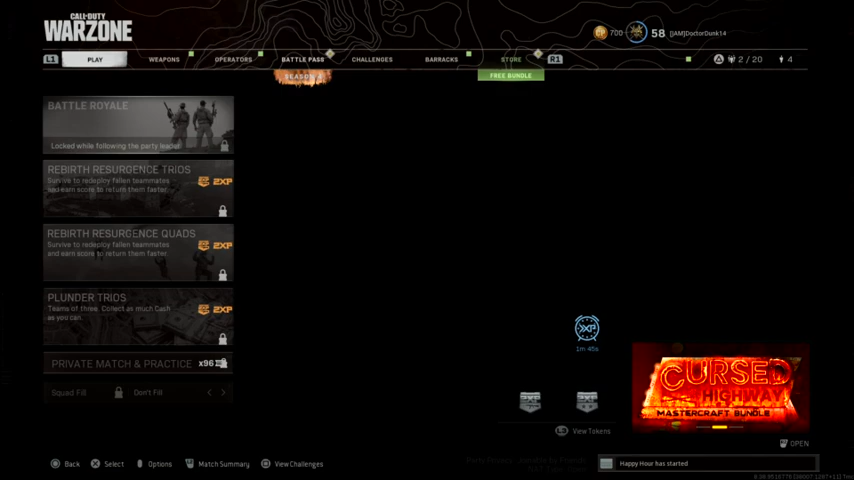 CALL OF DUTY
WARZONE
CP 700 58 [IAM]DoctorDunk14
L1 PLAY WEAPONS OPERATORS BATTLE PASS CHALLENGES BARRACKS STORE R1 2 / 20 4
SEASON 4
FREE BUNDLE
BATTLE ROYALE
Locked while following the party leader
REBIRTH RESURGENCE TRIOS
Survive to redeploy fallen teammates
and earn score to return them faster.
2XP
REBIRTH RESURGENCE QUADS
Survive to redeploy fallen teammates
and earn score to return them faster.
2XP
PLUNDER TRIOS
Teams of three. Collect as much Cash
as you can.
2XP
PRIVATE MATCH & PRACTICE x96
Squad Fill Don't Fill
XP
1m 45s
2XP 2XP
View Tokens
CURSED
HIGHWAY
MASTERCRAFT BUNDLE
OPEN
Back Select Options Match Summary View Challenges
Happy Hour has started